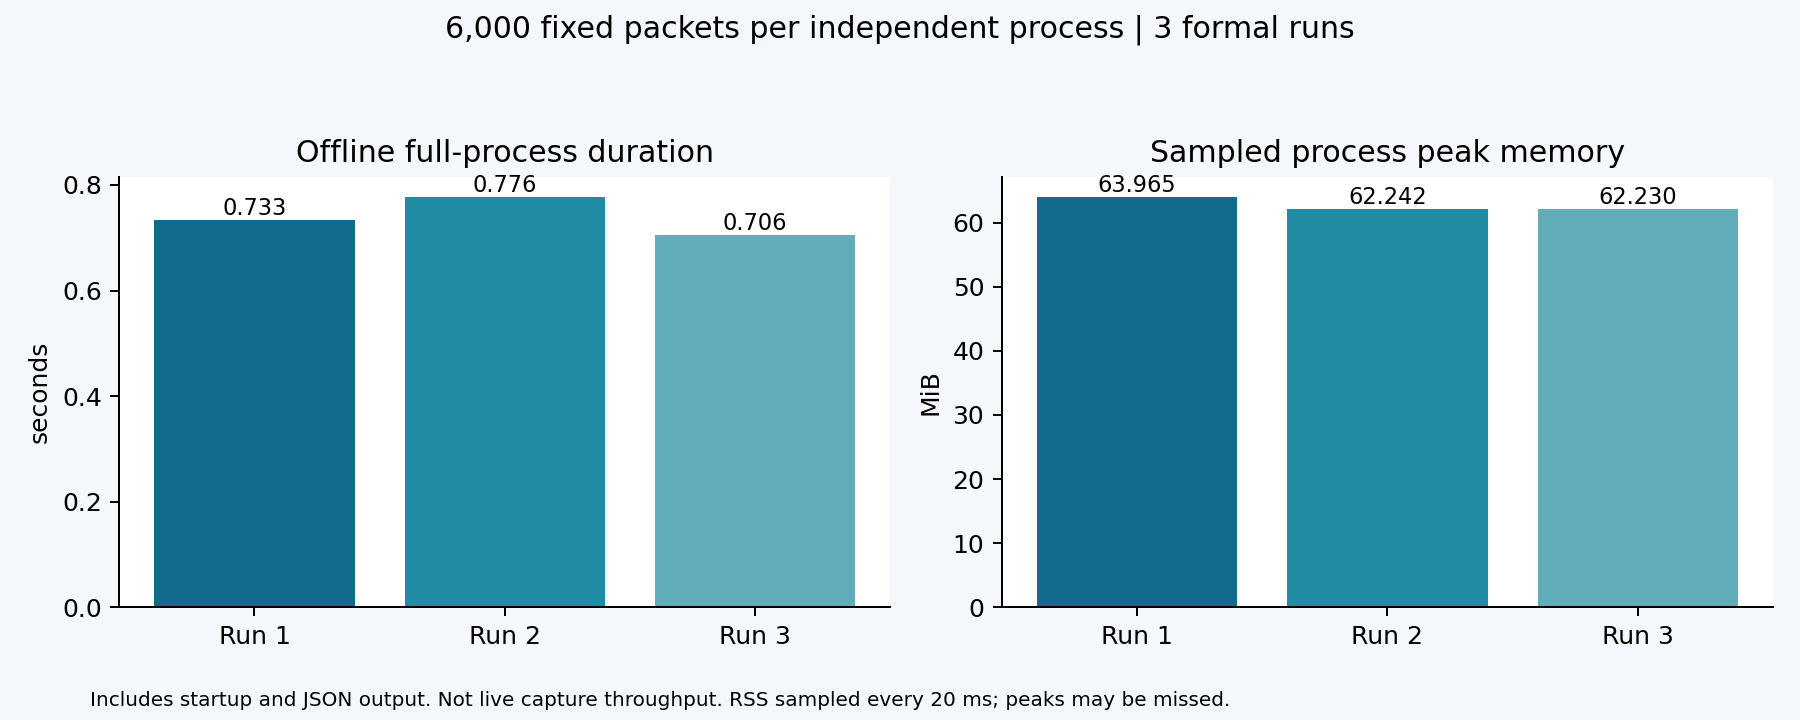 6,000 fixed packets per independent process | 3 formal runs
Offline full-process duration
seconds
0.8
0.6
0.4
0.2
0.0
0.733
0.776
0.706
Run 1
Run 2
Run 3
Sampled process peak memory
MiB
60
50
40
30
20
10
0
63.965
62.242
62.230
Run 1
Run 2
Run 3
Includes startup and JSON output. Not live capture throughput. RSS sampled every 20 ms; peaks may be missed.